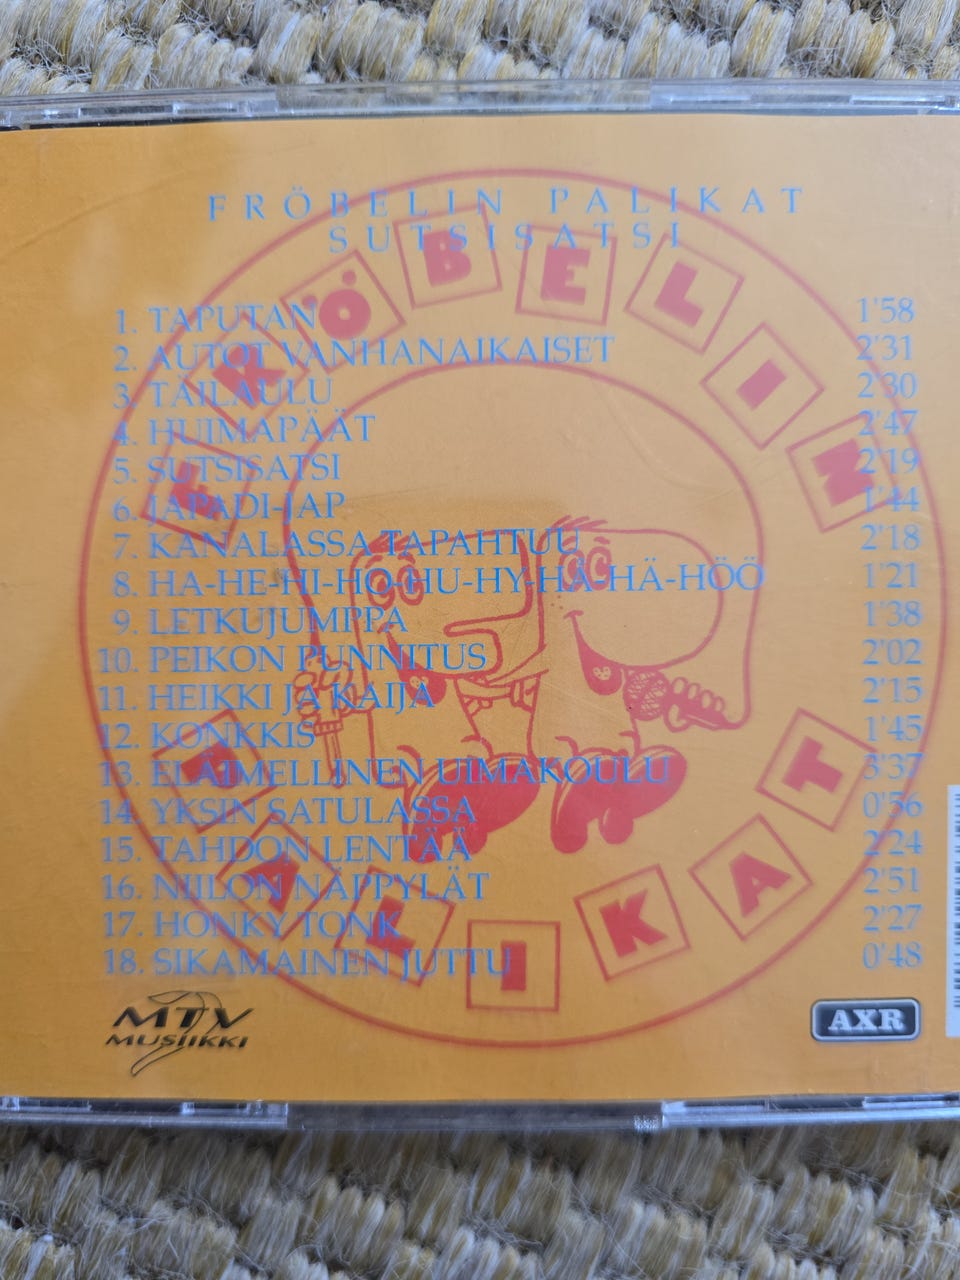 FRÖBELIN PALIKAT
SUTSISATSI
FRÖBELIN
1. TAPUTAN 1'58
2. AUTOT VANHANAIKAISET 2'31
3. TÄILAULU 2'30
4. HUIMAPÄÄT 2'47
5. SUTSISATSI 2'19
6. JAPADI-JAP 1'44
7. KANALASSA TAPAHTUU 2'18
8. HA-HE-HI-HO-HU-HY-HÄ-HÄ-HÖÖ 1'21
9. LETKUJUMPPA 1'38
10. PEIKON PUNNITUS 2'02
11. HEIKKI JA KAIJA 2'15
12. KONKKIS 1'45
13. ELÄIMELLINEN UIMAKOULU 3'37
14. YKSIN SATULASSA 0'56
15. TAHDON LENTÄÄ 2'24
16. NIILON NÄPPYLÄT 2'51
17. HONKY TONK 2'27
18. SIKAMAINEN JUTTU 0'48
PALIKAT
MTV
MUSIIKKI
AXR